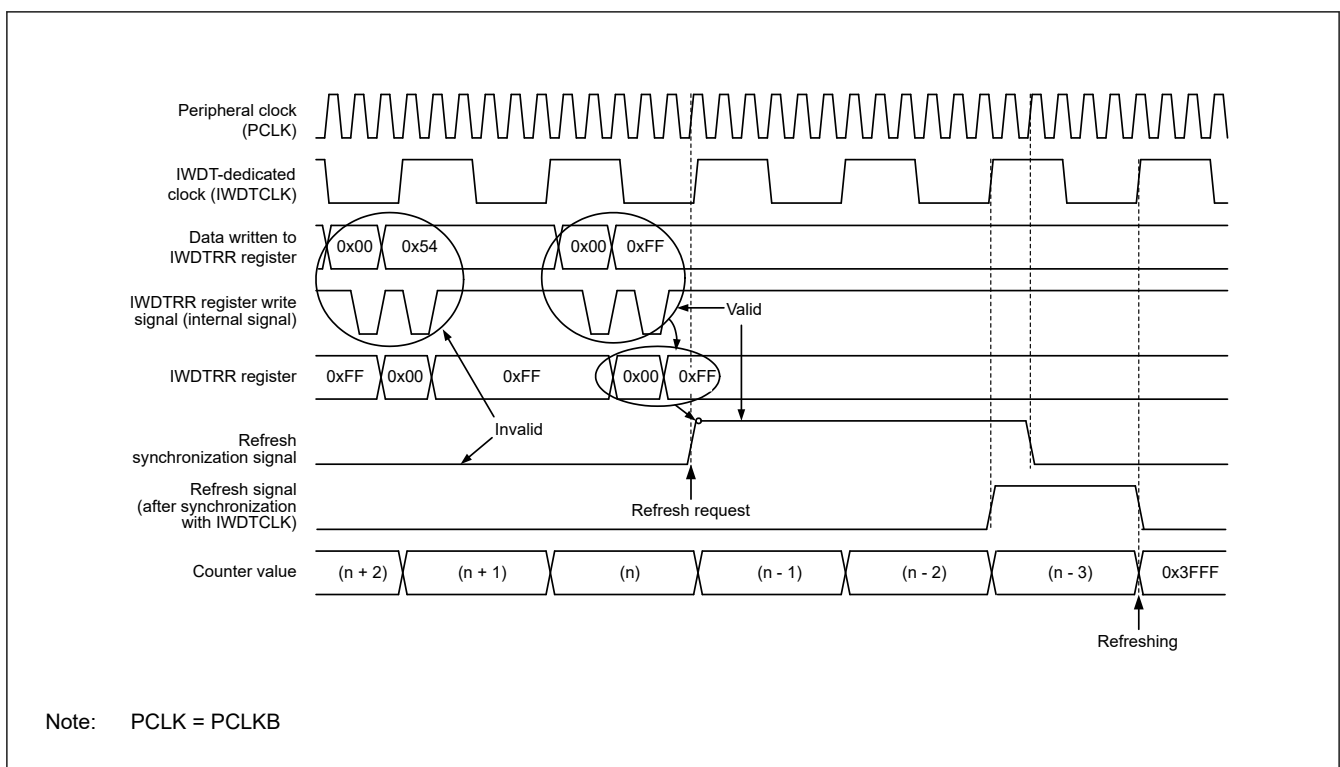 Peripheral clock
(PCLK)
IWDT-dedicated
clock (IWDTCLK)
Data written to
IWDTRR register
0x00 0x54 0x00 0xFF
IWDTRR register write
signal (internal signal)
Valid
IWDTRR register
0xFF 0x00 0xFF 0x00 0xFF
Invalid
Refresh
synchronization signal
Refresh signal
(after synchronization
with IWDTCLK)
Refresh request
Counter value
(n + 2) (n + 1) (n) (n - 1) (n - 2) (n - 3) 0x3FFF
Refreshing
Note: PCLK = PCLKB